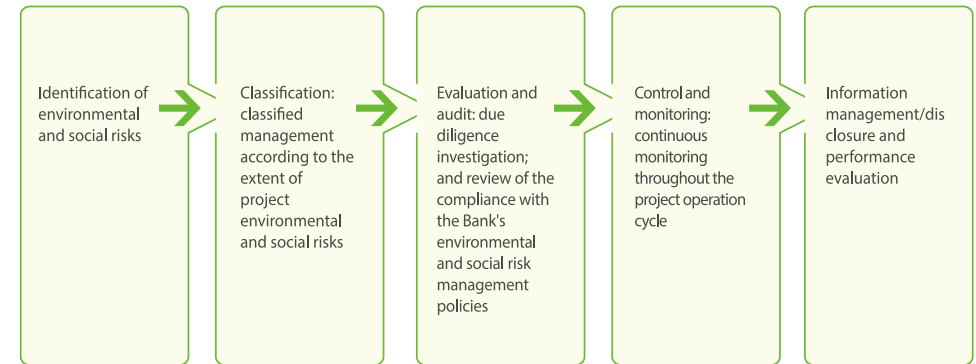 Identification of
environmental
and social risks
Classification:
classified
management
according to the
extent of
project
environmental
and social risks
Evaluation and
audit: due
diligence
investigation;
and review of the
compliance with
the Bank's
environmental
and social risk
management
policies
Control and
monitoring:
continuous
monitoring
throughout the
project operation
cycle
Information
management/dis
closure and
performance
evaluation